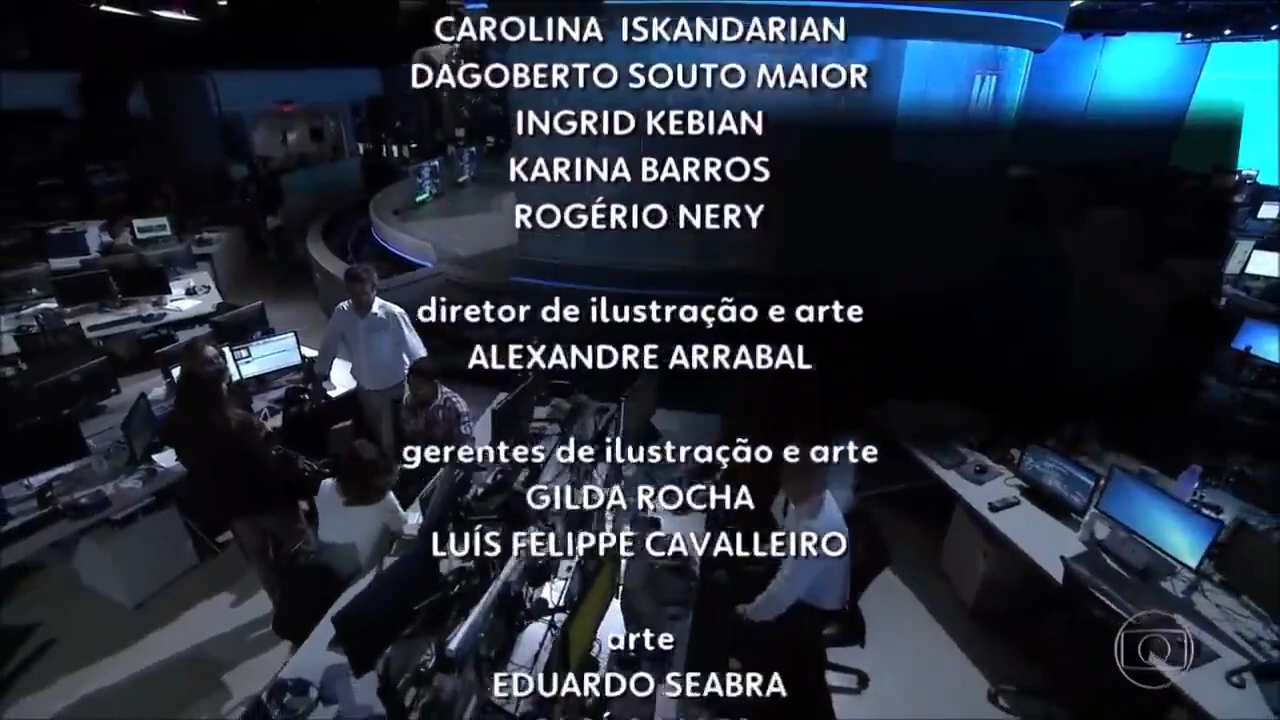 CAROLINA ISKANDARIAN
DAGOBERTO SOUTO MAIOR
INGRID KEBIAN
KARINA BARROS
ROGÉRIO NERY
diretor de ilustração e arte
ALEXANDRE ARRABAL
gerentes de ilustração e arte
GILDA ROCHA
LUÍS FELIPPE CAVALLEIRO
arte
EDUARDO SEABRA